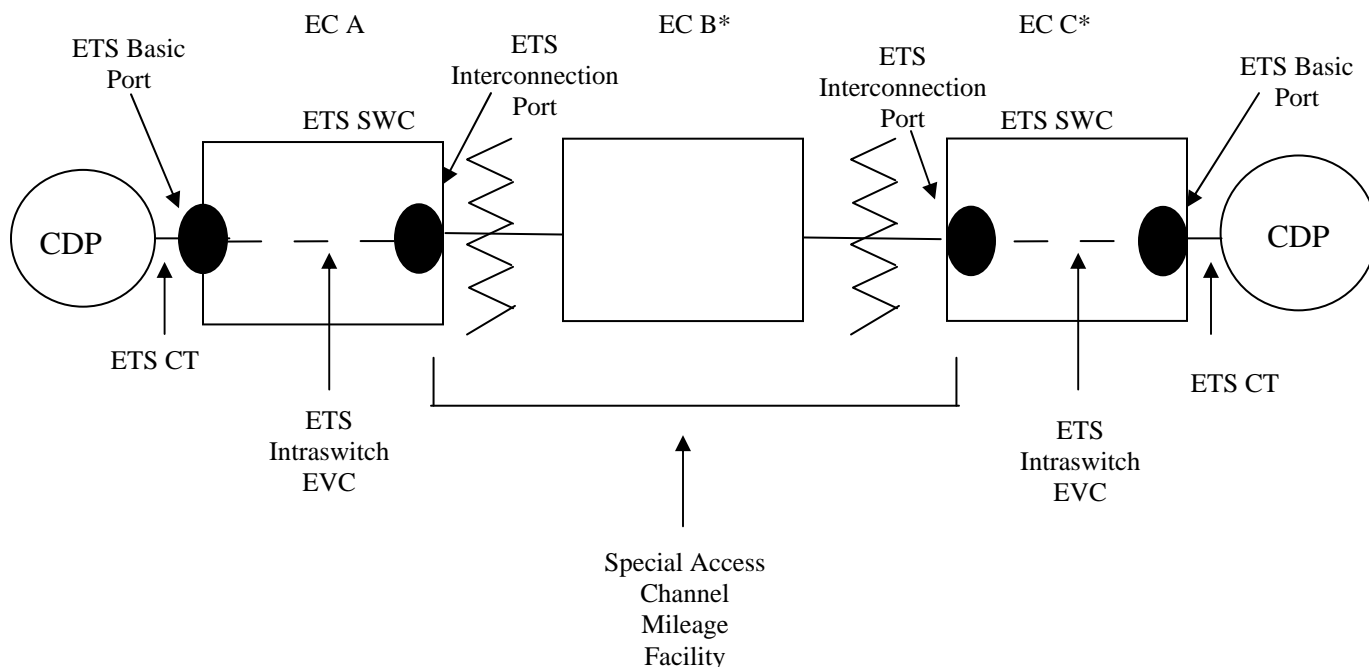 EC A
EC B*
EC C*
ETS Basic
Port
ETS
Interconnection
Port
ETS
Interconnection
Port
ETS Basic
Port
ETS SWC
ETS SWC
CDP
CDP
ETS CT
ETS CT
ETS
Intraswitch
EVC
ETS
Intraswitch
EVC
Special Access
Channel
Mileage
Facility